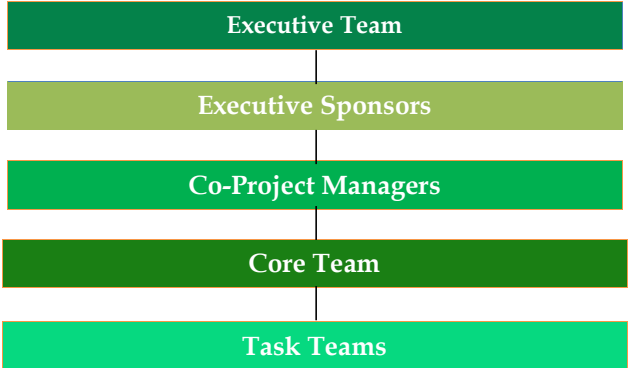 Executive Team
Executive Sponsors
Co-Project Managers
Core Team
Task Teams